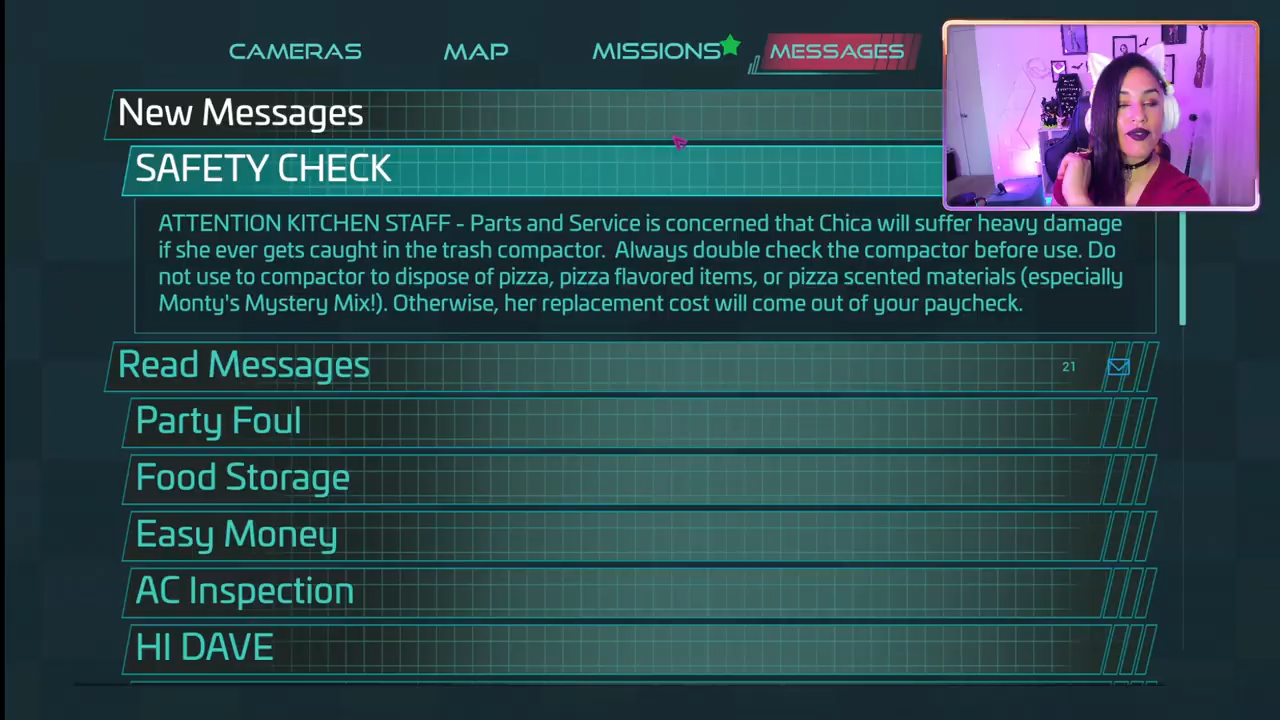 CAMERAS MAP MISSIONS MESSAGES
New Messages
SAFETY CHECK
ATTENTION KITCHEN STAFF - Parts and Service is concerned that Chica will suffer heavy damage
if she ever gets caught in the trash compactor. Always double check the compactor before use. Do
not use to compactor to dispose of pizza, pizza flavored items, or pizza scented materials (especially
Monty's Mystery Mix!). Otherwise, her replacement cost will come out of your paycheck.
Read Messages 21
Party Foul
Food Storage
Easy Money
AC Inspection
HI DAVE